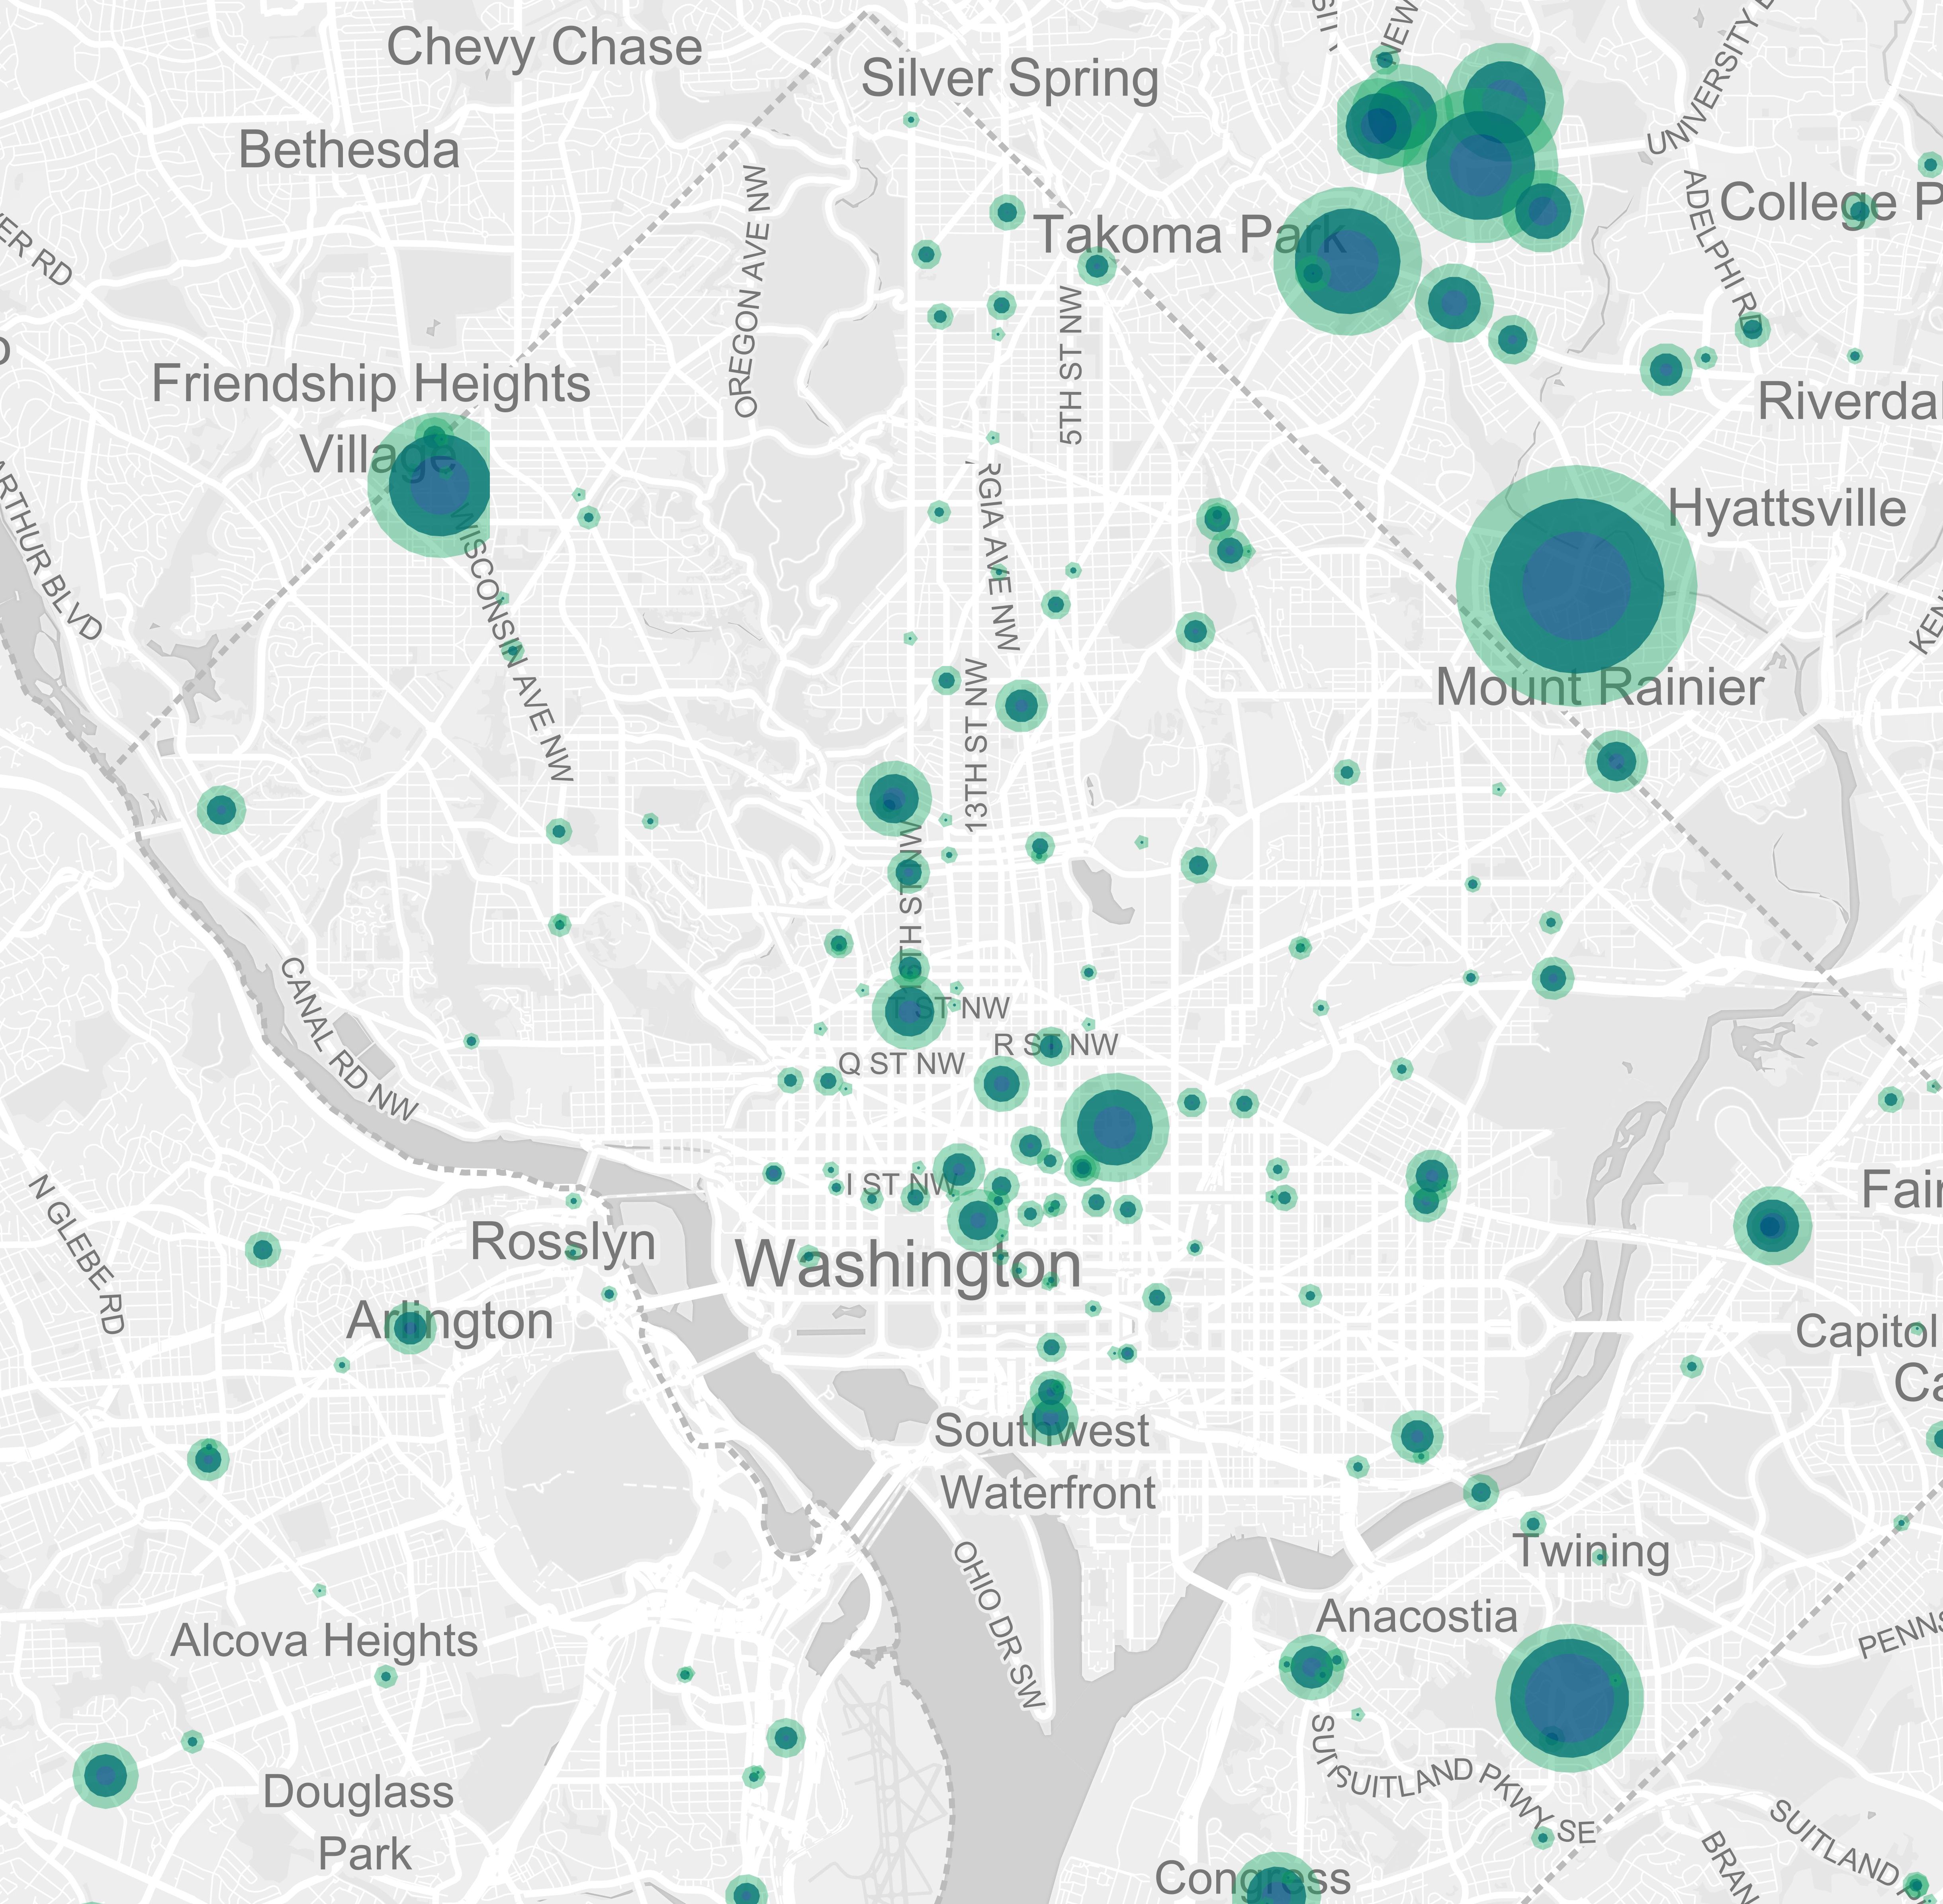 Chevy Chase
Silver Spring
NEW
UNIVERSITY
Bethesda
OREGON AVE NW
ADELPHI RD
College P
Takoma Park
ER RD
5TH ST NW
Friendship Heights
Village
Riverdal
ARTHUR BLVD
WISCONSIN AVE NW
RGIA AVE NW
Hyattsville
Mount Rainier
13TH ST NW
TH ST NW
CANAL RD NW
T ST NW
R ST NW
Q ST NW
I ST NW
N GLEBE RD
Rosslyn
Washington
Fair
Arlington
Capitol
Ca
Southwest
Waterfront
OHIO DR SW
Twining
Anacostia
PENNS
Alcova Heights
SUI
SUITLAND PKWY SE
Douglass
Park
SUITLAND
BRAN
Congress